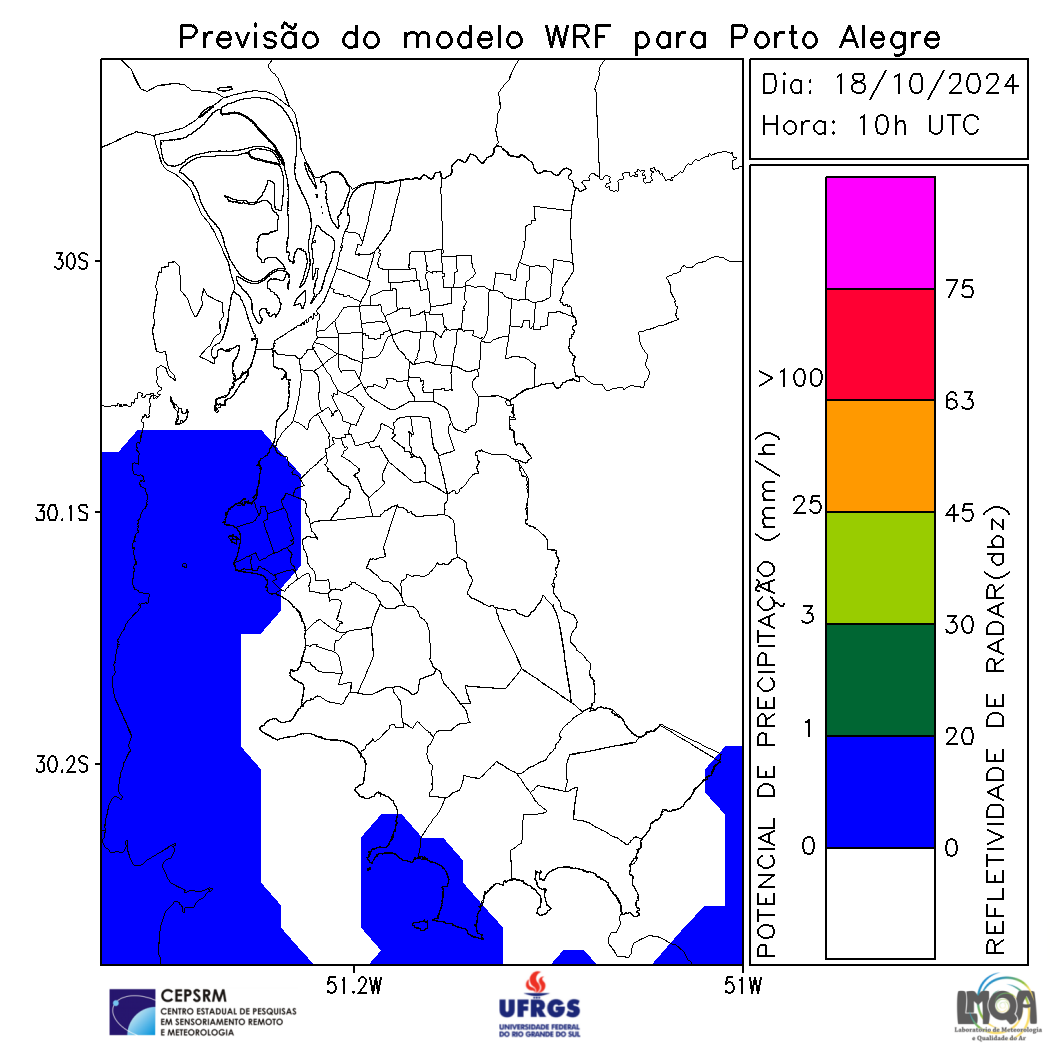 Previsão do modelo WRF para Porto Alegre
Dia: 18/10/2024
Hora: 10h UTC
30S
30.1S
30.2S
51.2W
51W
POTENCIAL DE PRECIPITAÇÃO (mm/h)
>100
25
3
1
0
75
63
45
30
20
0
REFLETIVIDADE DE RADAR(dbz)
CEPSRM
CENTRO ESTADUAL DE PESQUISAS
EM SENSORIAMENTO REMOTO
E METEOROLOGIA
UFRGS
UNIVERSIDADE FEDERAL
DO RIO GRANDE DO SUL
LMQA
Laboratório de Meteorologia
e Qualidade do Ar